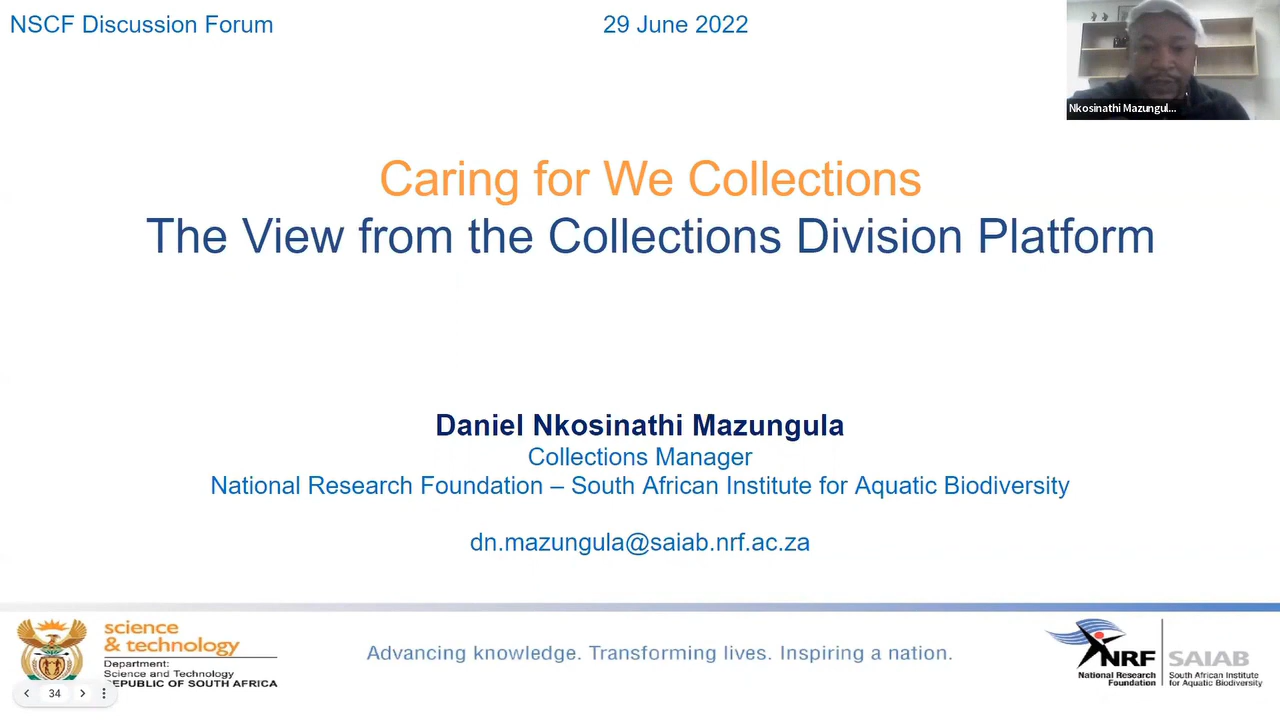 NSCF Discussion Forum
29 June 2022
Nkosinathi Mazungul...
Caring for We Collections
The View from the Collections Division Platform
Daniel Nkosinathi Mazungula
Collections Manager
National Research Foundation – South African Institute for Aquatic Biodiversity
dn.mazungula@saiab.nrf.ac.za
science
& technology
Department:
Science and Technology
REPUBLIC OF SOUTH AFRICA
34
Advancing knowledge. Transforming lives. Inspiring a nation.
NRF
National Research
Foundation
SAIAB
South African Institute
for Aquatic Biodiversity